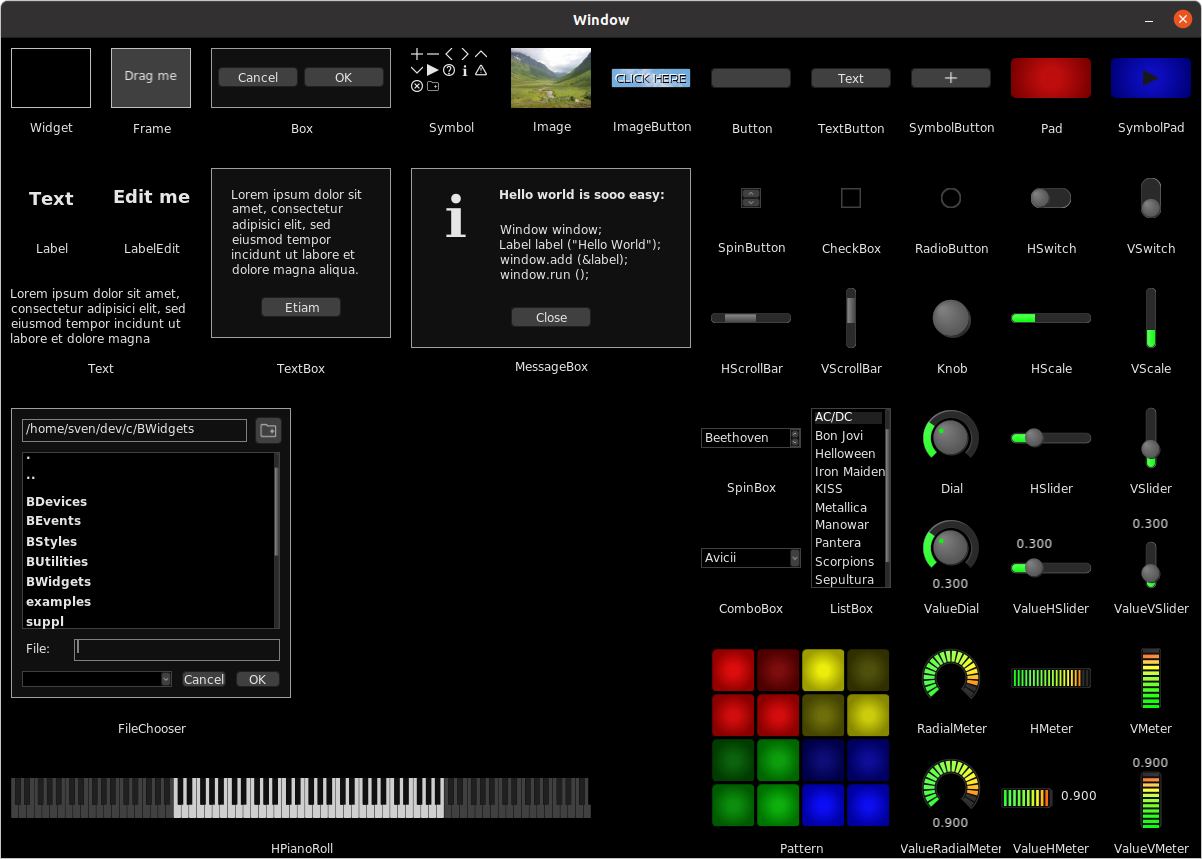 Window
Drag me
Cancel
OK
CLICK HERE
Text
Widget
Frame
Box
Symbol
Image
ImageButton
Button
TextButton
SymbolButton
Pad
SymbolPad
Text
Edit me
Lorem ipsum dolor sit
amet, consectetur
adipisici elit, sed
eiusmod tempor
incidunt ut labore et
dolore magna aliqua.
Etiam
Hello world is sooo easy:
Window window;
Label label ("Hello World");
window.add (&label);
window.run ();
Close
Label
LabelEdit
SpinButton
CheckBox
RadioButton
HSwitch
VSwitch
Lorem ipsum dolor sit amet,
consectetur adipisici elit, sed
eiusmod tempor incidunt ut
labore et dolore magna
Text
TextBox
MessageBox
HScrollBar
VScrollBar
Knob
HScale
VScale
/home/sven/dev/c/BWidgets
.
..
BDevices
BEvents
BStyles
BUtilities
BWidgets
examples
suppl
File:
Cancel
OK
FileChooser
Beethoven
SpinBox
Avicii
ComboBox
AC/DC
Bon Jovi
Helloween
Iron Maiden
KISS
Metallica
Manowar
Pantera
Scorpions
Sepultura
ListBox
Dial
HSlider
VSlider
0.300
0.300
0.300
ValueDial
ValueHSlider
ValueVSlider
RadialMeter
HMeter
VMeter
0.900
0.900
0.900
HPianoRoll
Pattern
ValueRadialMeter
ValueHMeter
ValueVMeter